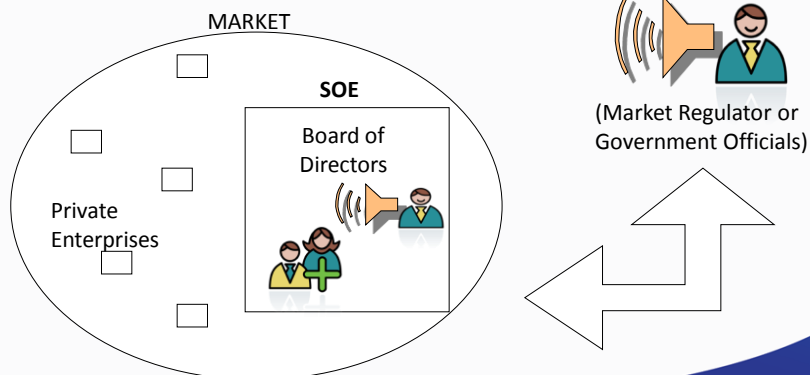 MARKET
SOE
Board of
Directors
Private
Enterprises
(Market Regulator or
Government Officials)